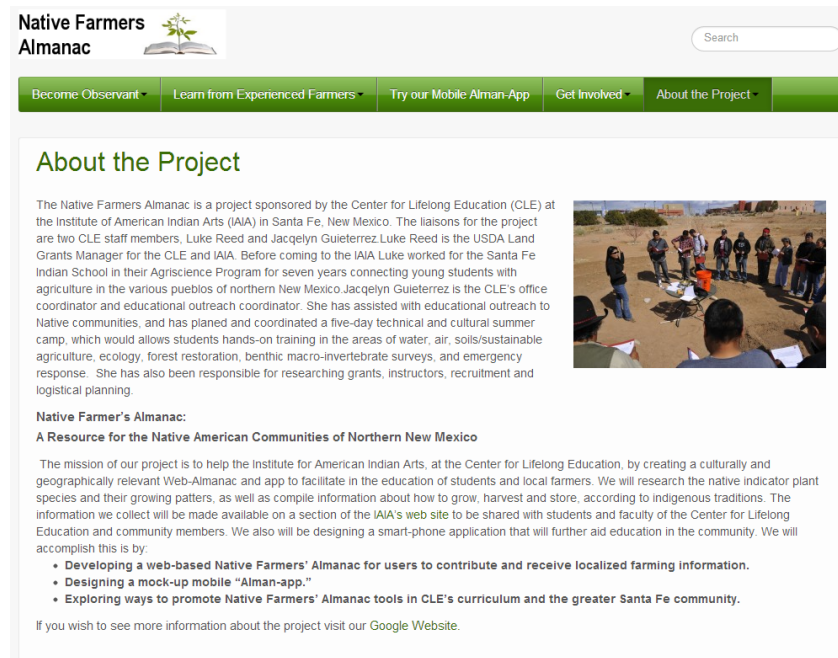 Native Farmers
Almanac
Search
Become Observant
Learn from Experienced Farmers
Try our Mobile Alman-App
Get Involved
About the Project
About the Project
The Native Farmers Almanac is a project sponsored by the Center for Lifelong Education (CLE) at
the Institute of American Indian Arts (IAIA) in Santa Fe, New Mexico. The liaisons for the project
are two CLE staff members, Luke Reed and Jacqelyn Guieterrez.Luke Reed is the USDA Land
Grants Manager for the CLE and IAIA. Before coming to the IAIA Luke worked for the Santa Fe
Indian School in their Agriscience Program for seven years connecting young students with
agriculture in the various pueblos of northern New Mexico.Jacqelyn Guieterrez is the CLE's office
coordinator and educational outreach coordinator. She has assisted with educational outreach to
Native communities, and has planed and coordinated a five-day technical and cultural summer
camp, which would allows students hands-on training in the areas of water, air, soils/sustainable
agriculture, ecology, forest restoration, benthic macro-invertebrate surveys, and emergency
response.  She has also been responsible for researching grants, instructors, recruitment and
logistical planning.
Native Farmer's Almanac:
A Resource for the Native American Communities of Northern New Mexico
The mission of our project is to help the Institute for American Indian Arts, at the Center for Lifelong Education, by creating a culturally and
geographically relevant Web-Almanac and app to facilitate in the education of students and local farmers. We will research the native indicator plant
species and their growing patters, as well as compile information about how to grow, harvest and store, according to indigenous traditions. The
information we collect will be made available on a section of the IAIA's web site to be shared with students and faculty of the Center for Lifelong
Education and community members. We also will be designing a smart-phone application that will further aid education in the community. We will
accomplish this is by:
• Developing a web-based Native Farmers' Almanac for users to contribute and receive localized farming information.
• Designing a mock-up mobile “Alman-app.”
• Exploring ways to promote Native Farmers' Almanac tools in CLE's curriculum and the greater Santa Fe community.
If you wish to see more information about the project visit our Google Website.